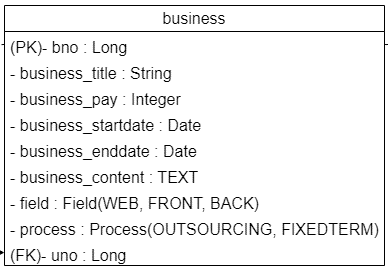 business
(PK)- bno : Long
- business_title : String
- business_pay : Integer
- business_startdate : Date
- business_enddate : Date
- business_content : TEXT
- field : Field(WEB, FRONT, BACK)
- process : Process(OUTSOURCING, FIXEDTERM)
(FK)- uno : Long